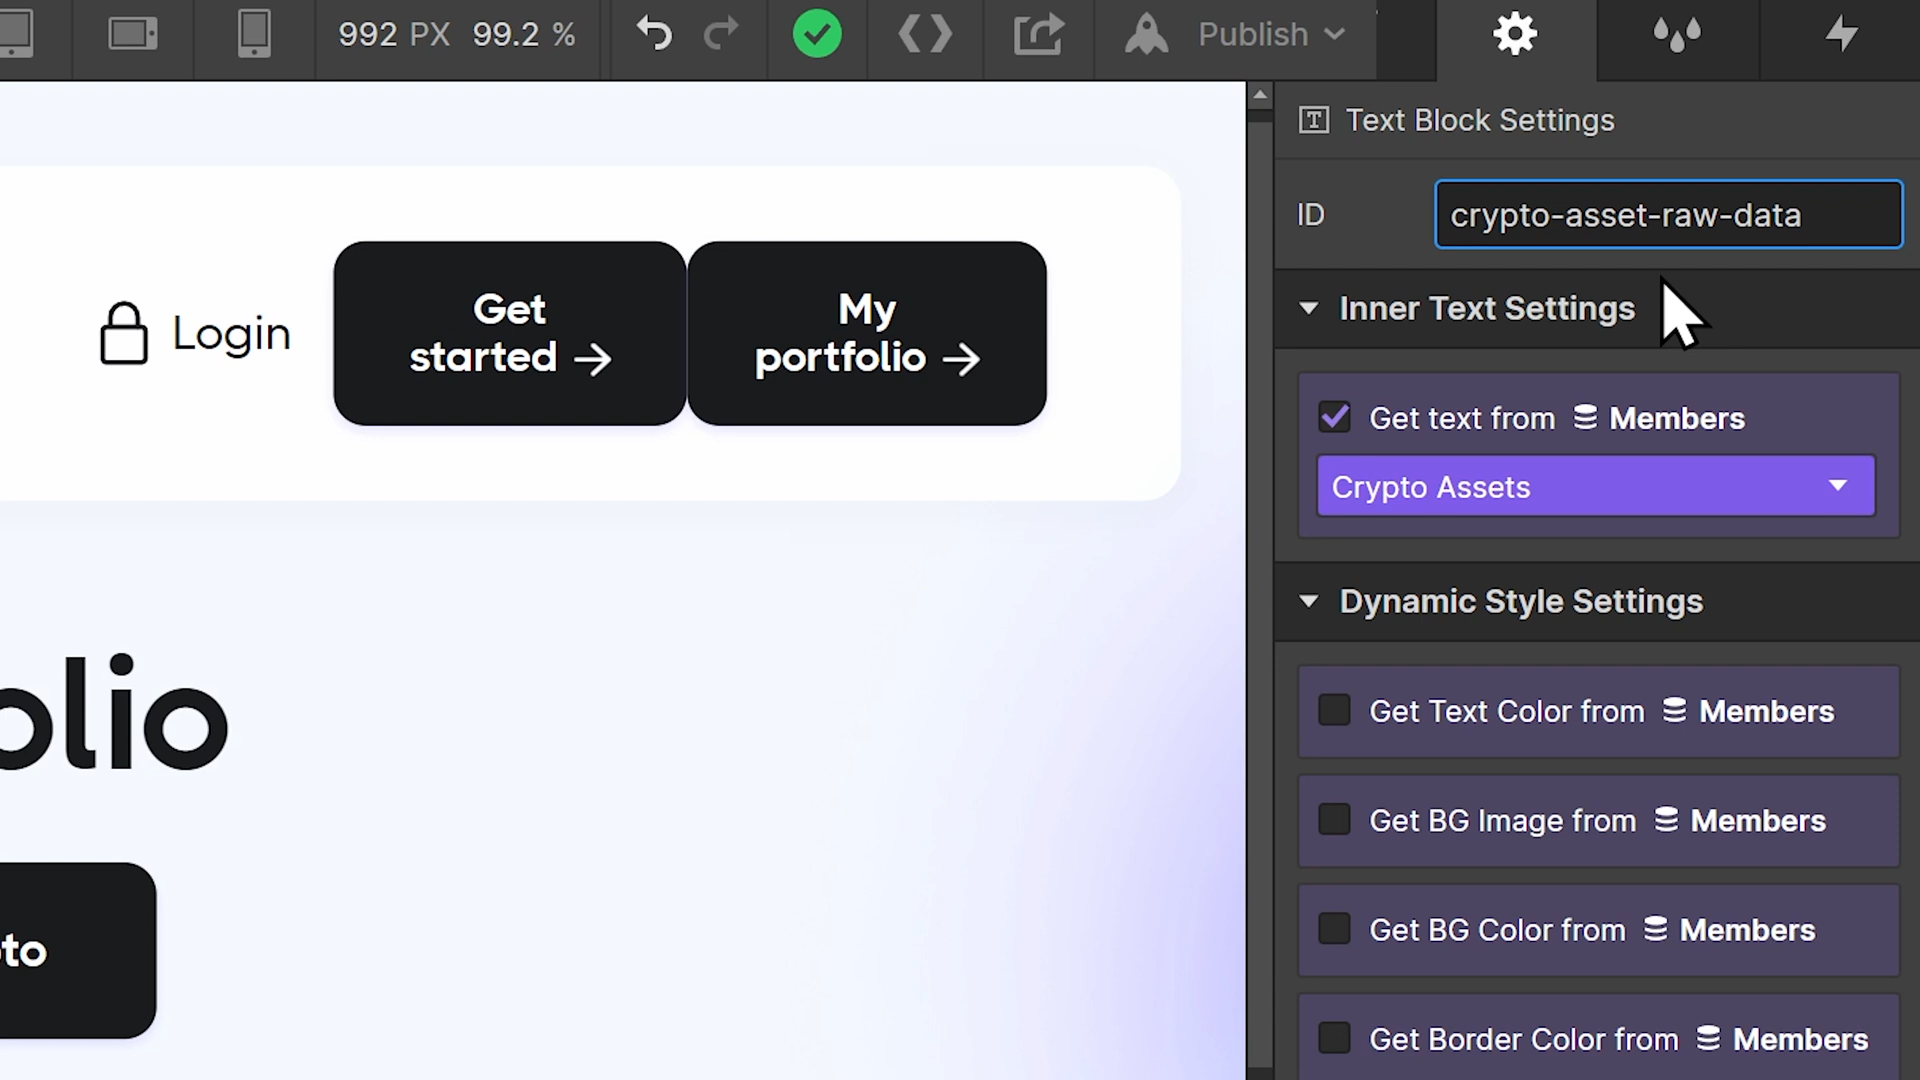 992 PX 99.2 %
Publish
Text Block Settings
ID
crypto-asset-raw-data
Inner Text Settings
Get text from Members
Crypto Assets
Dynamic Style Settings
Get Text Color from Members
Get BG Image from Members
Get BG Color from Members
Get Border Color from Members
Login
Get
started →
My
portfolio →
olio
to